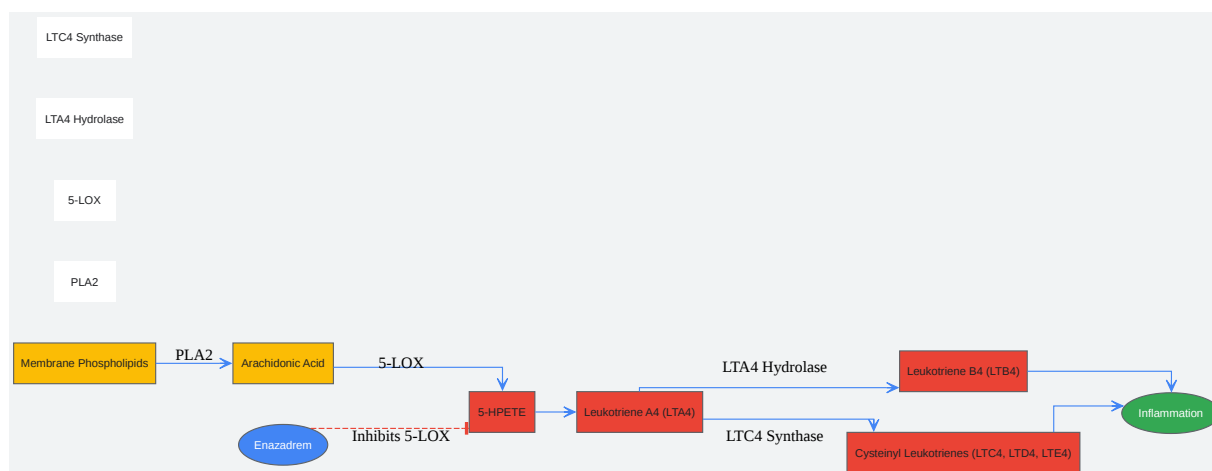 LTC4 Synthase
LTA4 Hydrolase
5-LOX
PLA2
Membrane Phospholipids
PLA2
Arachidonic Acid
5-LOX
Enazadrem
Inhibits 5-LOX
5-HPETE
Leukotriene A4 (LTA4)
LTA4 Hydrolase
LTC4 Synthase
Leukotriene B4 (LTB4)
Cysteinyl Leukotrienes (LTC4, LTD4, LTE4)
Inflammation